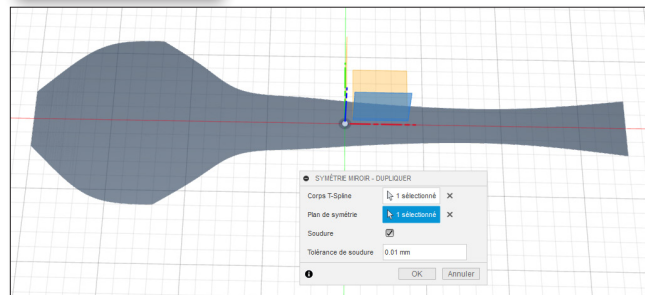 SYMÉTRIE MIROIR - DUPLIQUER
Corps T-Spline 1 sélectionné
Plan de symétrie 1 sélectionné
Soudure
Tolérance de soudure 0.01 mm
OK Annuler